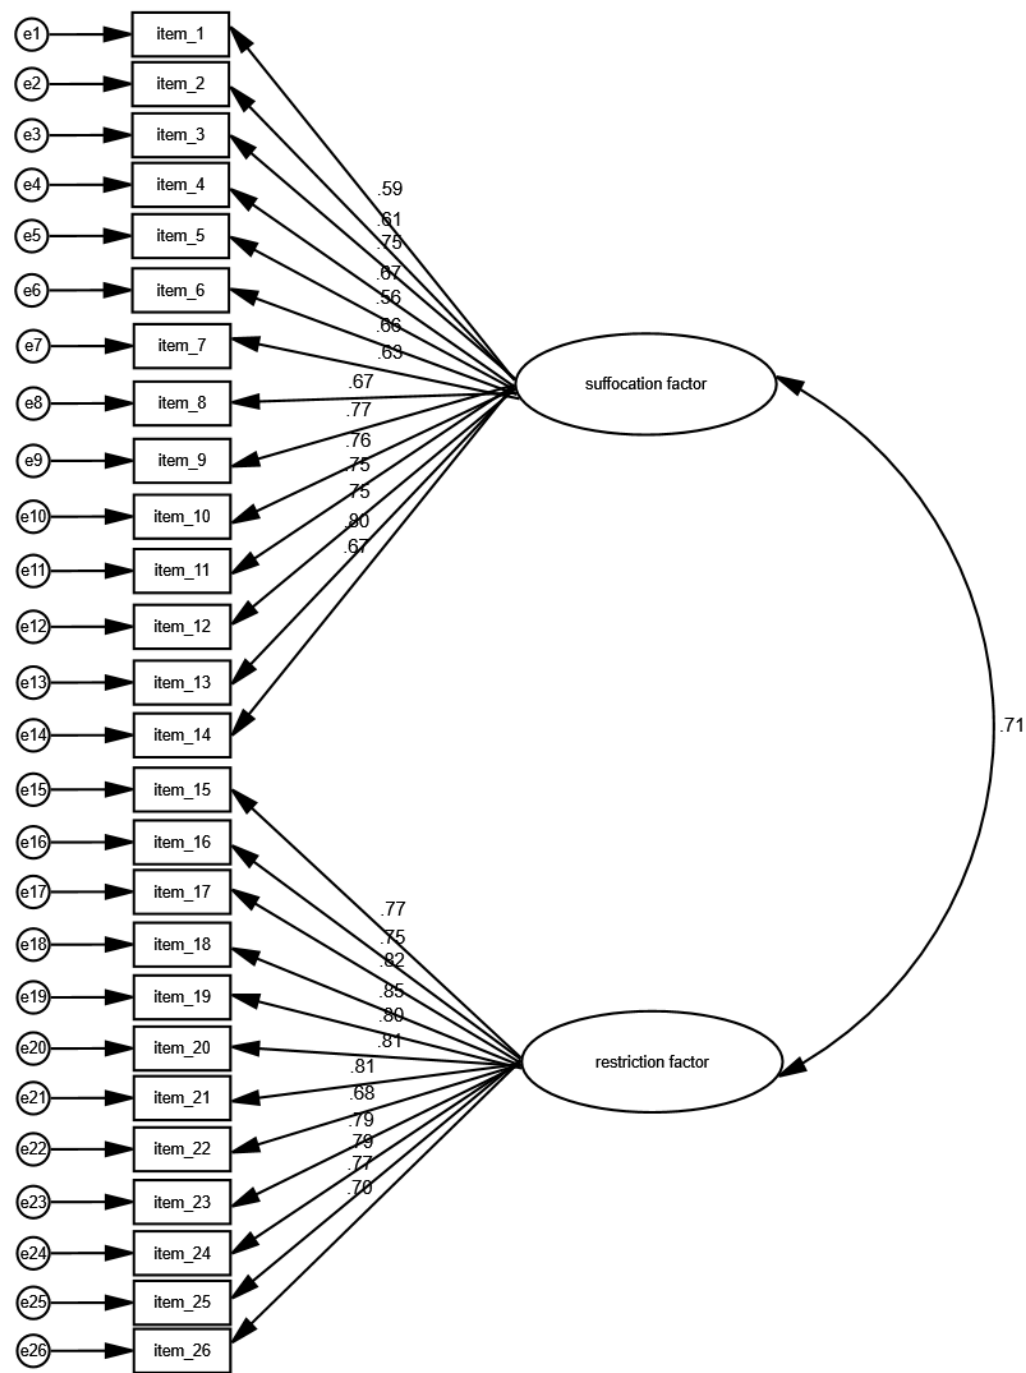 e1 item_1
e2 item_2
e3 item_3
e4 item_4
e5 item_5
e6 item_6
e7 item_7
e8 item_8
e9 item_9
e10 item_10
e11 item_11
e12 item_12
e13 item_13
e14 item_14
.59
.61
.75
.67
.56
.66
.63
.67
.77
.76
.75
.75
.80
.67
suffocation factor
.71
e15 item_15
e16 item_16
e17 item_17
e18 item_18
e19 item_19
e20 item_20
e21 item_21
e22 item_22
e23 item_23
e24 item_24
e25 item_25
e26 item_26
.77
.75
.82
.85
.80
.81
.81
.68
.79
.79
.77
.70
restriction factor